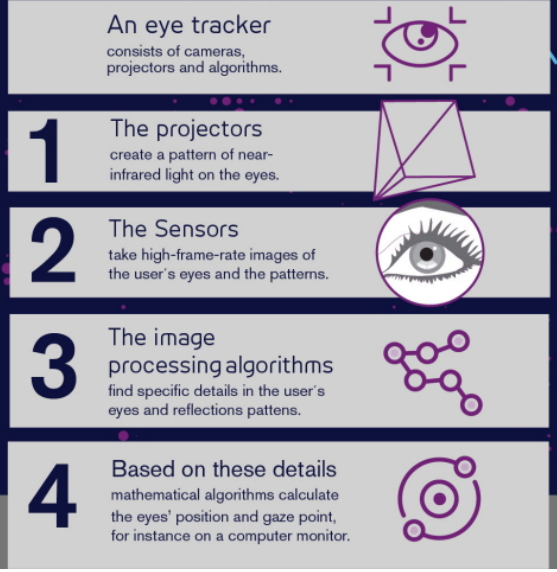 An eye tracker
consists of cameras,
projectors and algorithms.
1
The projectors
create a pattern of near-
infrared light on the eyes.
2
The Sensors
take high-frame-rate images of
the user's eyes and the patterns.
3
The image
processing algorithms
find specific details in the user's
eyes and reflections pattens.
4
Based on these details
mathematical algorithms calculate
the eyes' position and gaze point,
for instance on a computer monitor.